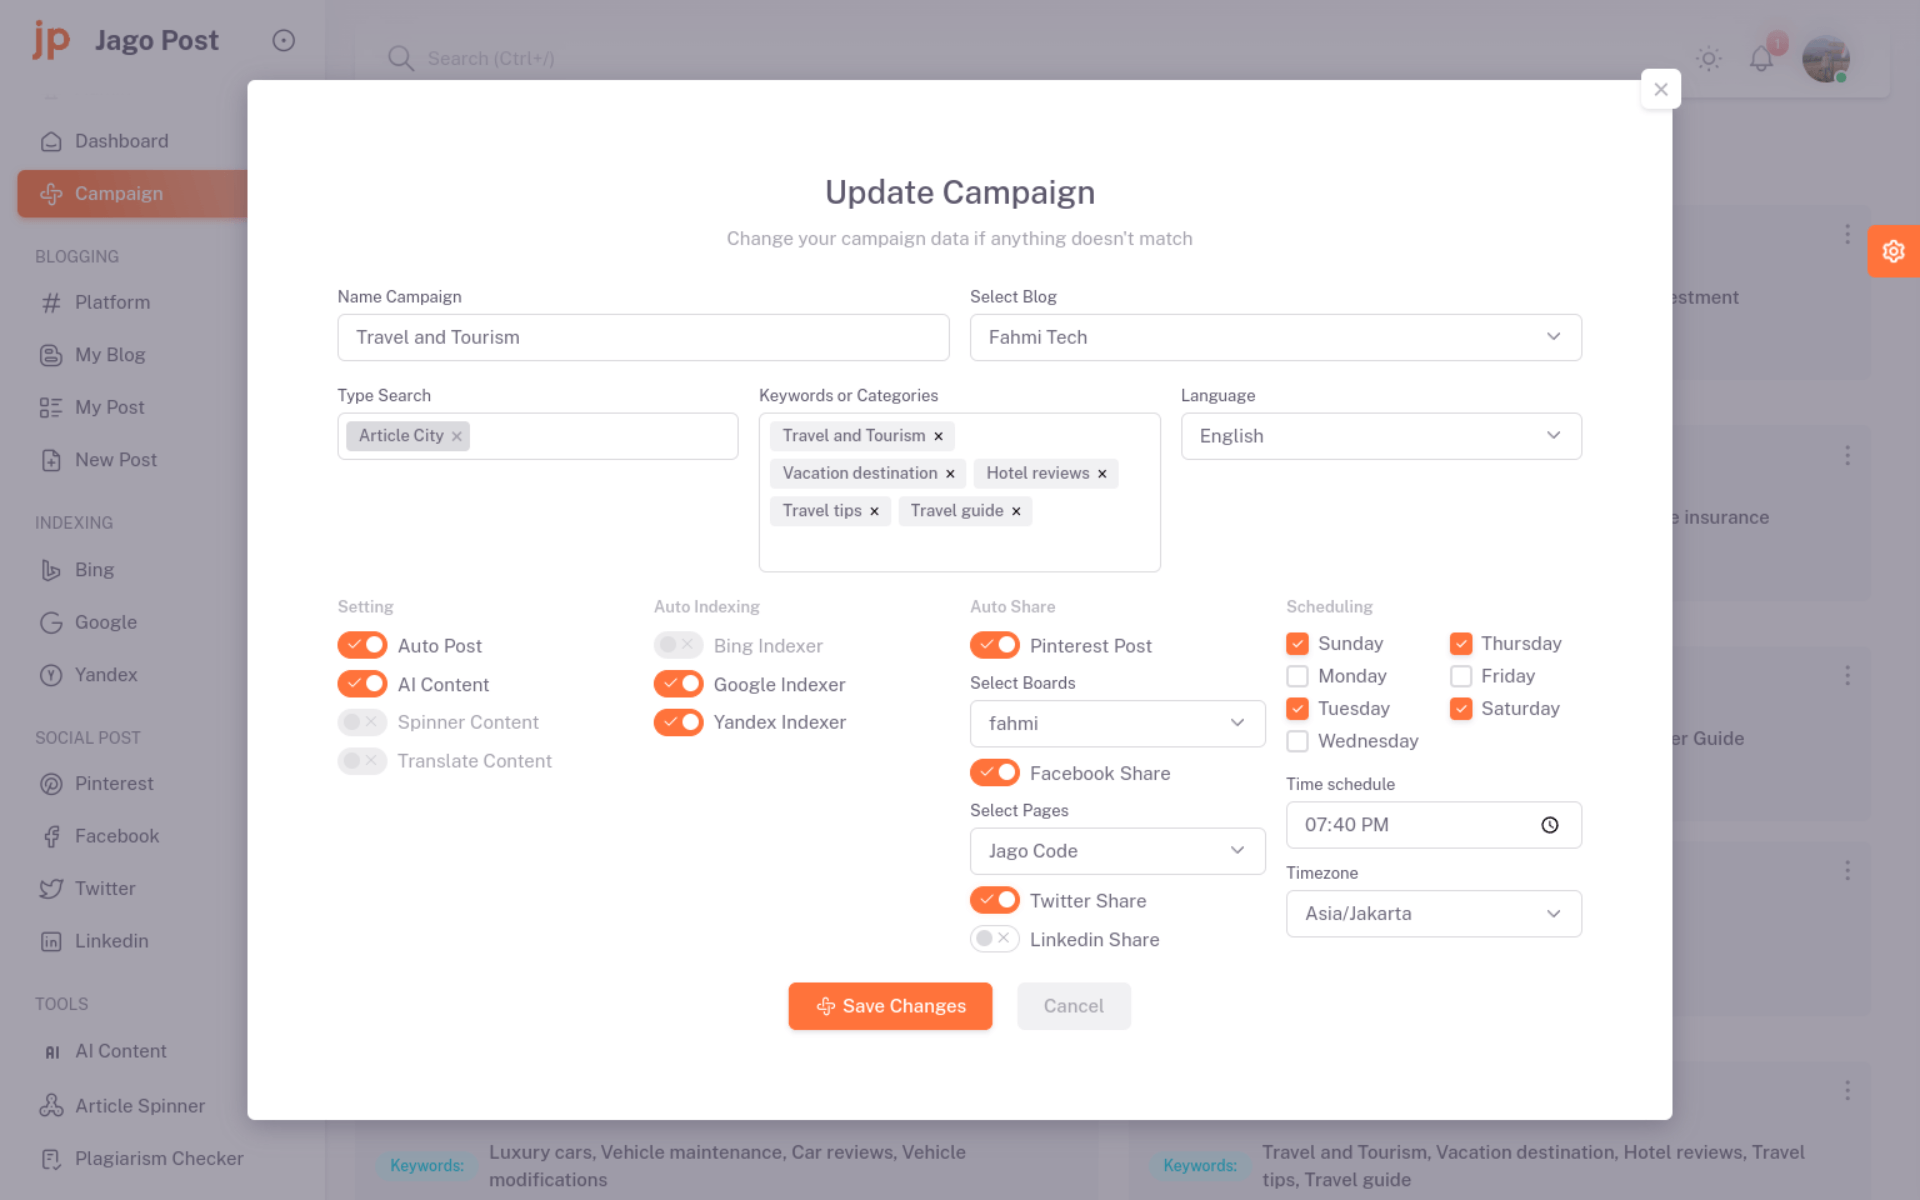 jp Jago Post
Search (Ctrl+/)
1
Dashboard
Campaign
BLOGGING
Platform
My Blog
My Post
New Post
INDEXING
Bing
Google
Yandex
SOCIAL POST
Pinterest
Facebook
Twitter
Linkedin
TOOLS
AI AI Content
Article Spinner
Plagiarism Checker
Update Campaign
Change your campaign data if anything doesn't match
Name Campaign
Travel and Tourism
Select Blog
Fahmi Tech
Type Search
Article City
Keywords or Categories
Travel and Tourism
Vacation destination Hotel reviews
Travel tips Travel guide
Language
English
Setting
Auto Post
AI Content
Spinner Content
Translate Content
Auto Indexing
Bing Indexer
Google Indexer
Yandex Indexer
Auto Share
Pinterest Post
Select Boards
fahmi
Facebook Share
Select Pages
Jago Code
Twitter Share
Linkedin Share
Scheduling
Sunday
Monday
Tuesday
Wednesday
Thursday
Friday
Saturday
Time schedule
07:40 PM
Timezone
Asia/Jakarta
Save Changes
Cancel
insurance
Guide
Keywords:
Luxury cars, Vehicle maintenance, Car reviews, Vehicle
modifications
Keywords:
Travel and Tourism, Vacation destination, Hotel reviews, Travel
tips, Travel guide